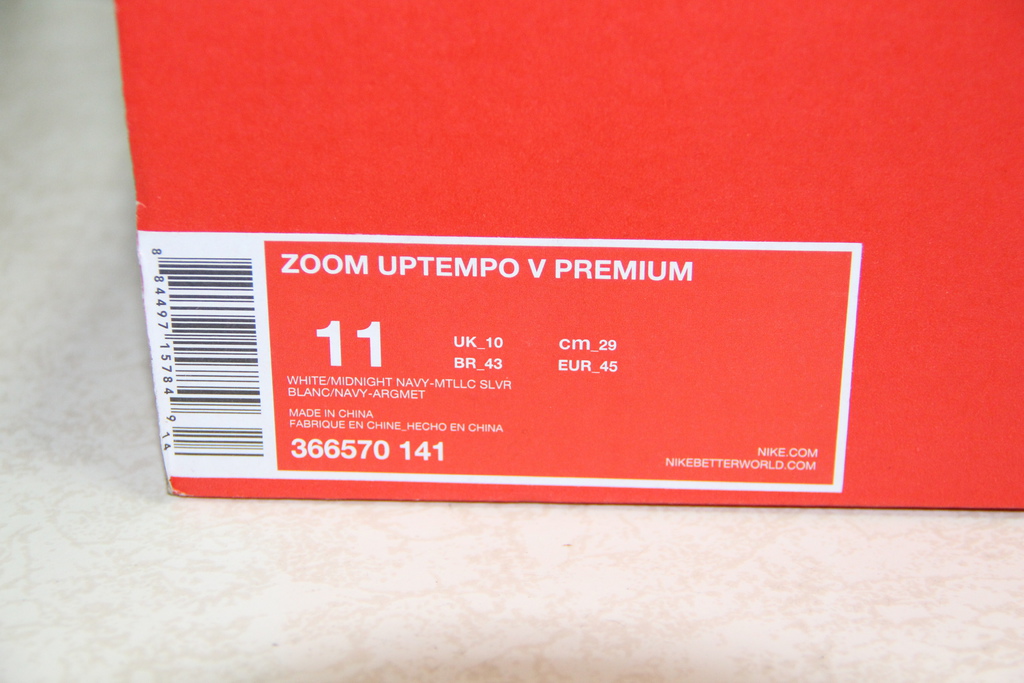 ZOOM UPTEMPO V PREMIUM
11
UK_10
cm_29
BR_43
EUR_45
WHITE/MIDNIGHT NAVY-MTLLC SLVR
BLANC/NAVY-ARGMET
MADE IN CHINA
FABRIQUE EN CHINE_HECHO EN CHINA
366570 141
NIKE.COM
NIKEBETTERWORLD.COM
8 84497 15784 9 14